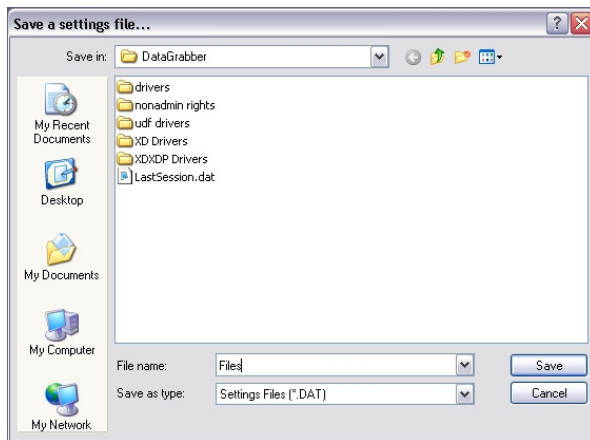 Save a settings file...
Save in: DataGrabber
My Recent
Documents
Desktop
My Documents
My Computer
My Network
drivers
nonadmin rights
udf drivers
XD Drivers
XDXDP Drivers
LastSession.dat
File name: Files Save
Save as type: Settings Files (*.DAT) Cancel